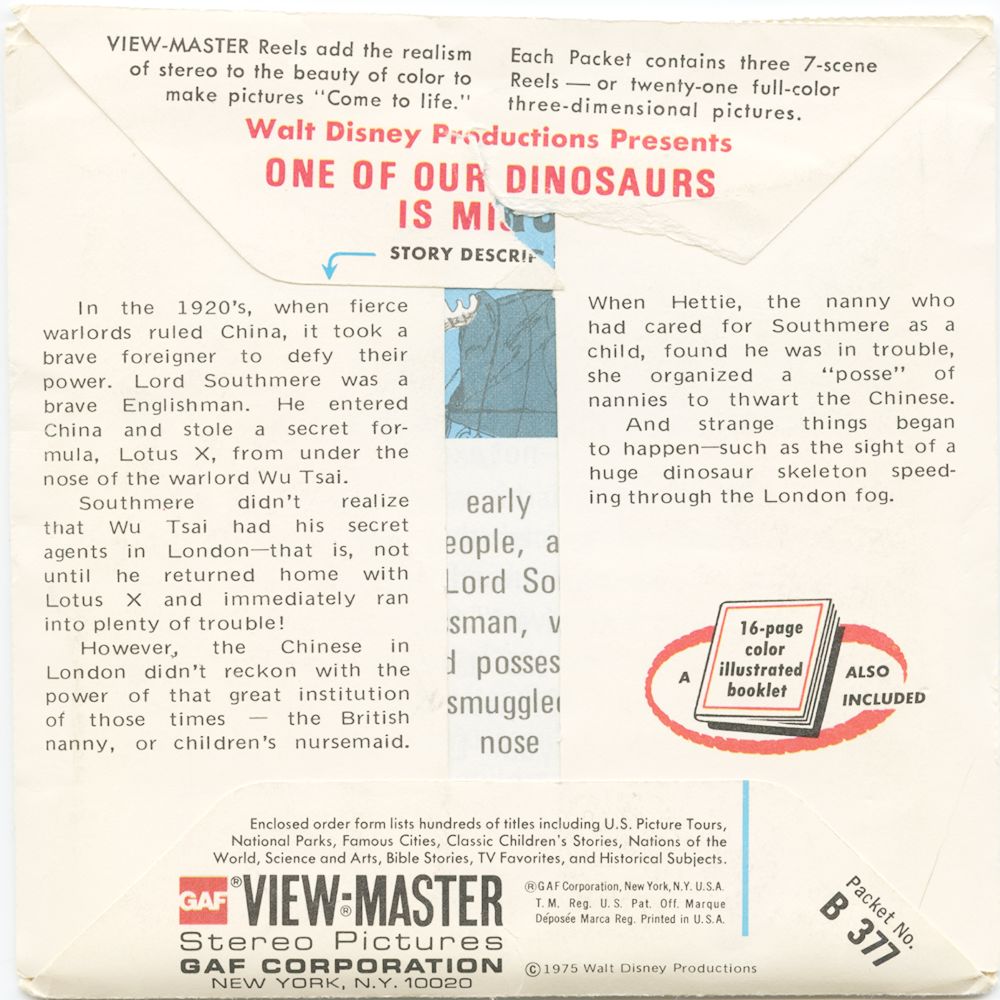 VIEW-MASTER Reels add the realism
of stereo to the beauty of color to
make pictures "Come to life."
Each Packet contains three 7-scene
Reels — or twenty-one full-color
three-dimensional pictures.
Walt Disney Productions Presents
ONE OF OUR DINOSAURS
IS MIS
STORY DESCRIP
In the 1920's, when fierce
warlords ruled China, it took a
brave foreigner to defy their
power. Lord Southmere was a
brave Englishman. He entered
China and stole a secret for-
mula, Lotus X, from under the
nose of the warlord Wu Tsai.
Southmere didn't realize
that Wu Tsai had his secret
agents in London—that is, not
until he returned home with
Lotus X and immediately ran
into plenty of trouble!
However, the Chinese in
London didn't reckon with the
power of that great institution
of those times — the British
nanny, or children's nursemaid.
early
eople, a
Lord So
sman, v
d posses
smuggle
nose
When Hettie, the nanny who
had cared for Southmere as a
child, found he was in trouble,
she organized a "posse" of
nannies to thwart the Chinese.
And strange things began
to happen—such as the sight of a
huge dinosaur skeleton speed-
ing through the London fog.
A
16-page
color
illustrated
booklet
ALSO
INCLUDED
Enclosed order form lists hundreds of titles including U.S. Picture Tours,
National Parks, Famous Cities, Classic Children's Stories, Nations of the
World, Science and Arts, Bible Stories, TV Favorites, and Historical Subjects.
GAF® VIEW-MASTER®
Stereo Pictures
GAF CORPORATION
NEW YORK, N.Y. 10020
®GAF Corporation, New York, N.Y. U.S.A.
T.M. Reg. U.S. Pat. Off. Marque
Déposée Marca Reg. Printed in U.S.A.
©1975 Walt Disney Productions
Packet No.
B 377